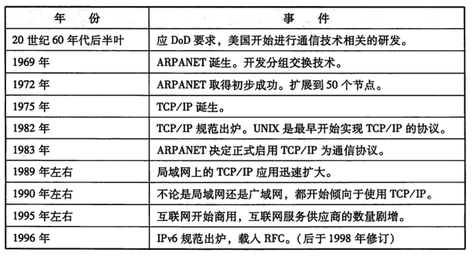 年 份 事 件
20 世纪 60 年代后半叶 应 DoD 要求，美国开始进行通信技术相关的研发。
1969 年 ARPANET 诞生。开发分组交换技术。
1972 年 ARPANET 取得初步成功。扩展到 50 个节点。
1975 年 TCP/IP 诞生。
1982 年 TCP/IP 规范出炉。UNIX 是最早开始实现 TCP/IP 的协议。
1983 年 ARPANET 决定正式启用 TCP/IP 为通信协议。
1989 年左右 局域网上的 TCP/IP 应用迅速扩大。
1990 年左右 不论是局域网还是广域网，都开始倾向于使用 TCP/IP。
1995 年左右 互联网开始商用，互联网服务供应商的数量剧增。
1996 年 IPv6 规范出炉，载入 RFC。（后于 1998 年修订）